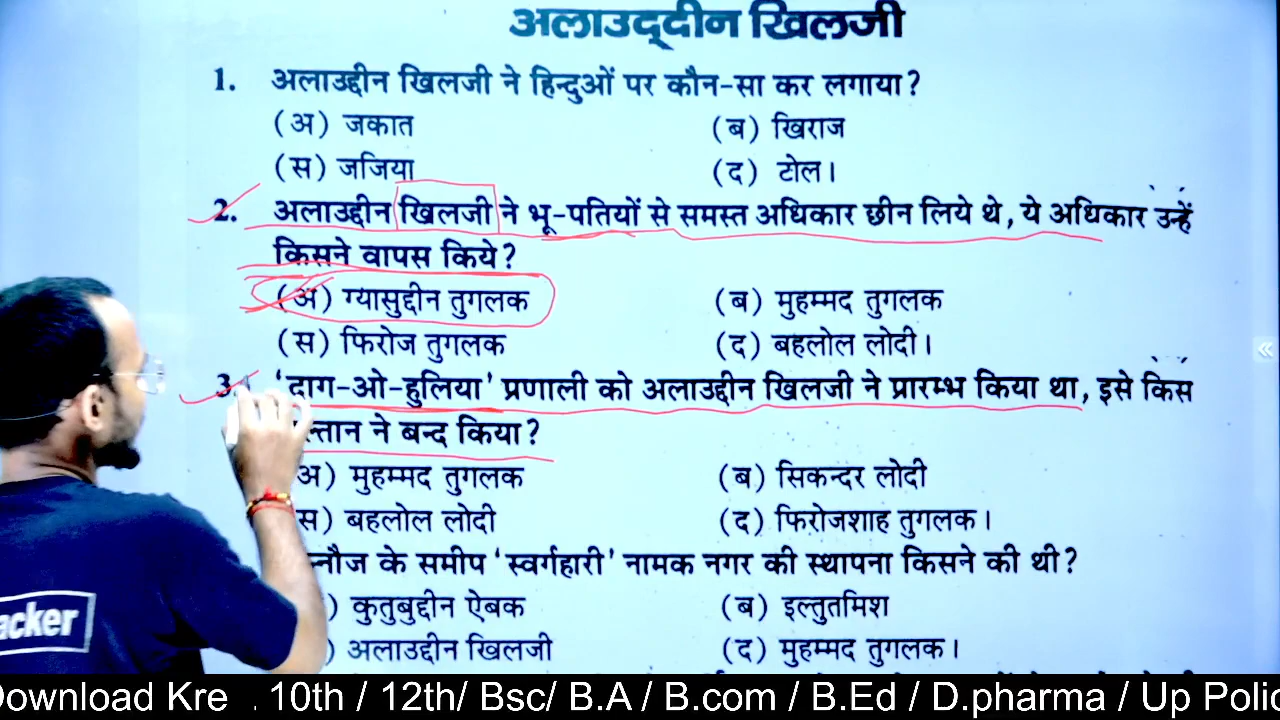 अलाउद्दीन खिलजी
1. अलाउद्दीन खिलजी ने हिन्दुओं पर कौन-सा कर लगाया?
(अ) जकात (ब) खिराज
(स) जजिया (द) टोल।
2. अलाउद्दीन खिलजी ने भू-पतियों से समस्त अधिकार छीन लिये थे, ये अधिकार उन्हें
किसने वापस किये?
(अ) ग्यासुद्दीन तुगलक (ब) मुहम्मद तुगलक
(स) फिरोज तुगलक (द) बहलोल लोदी।
3. 'दाग-ओ-हुलिया' प्रणाली को अलाउद्दीन खिलजी ने प्रारम्भ किया था, इसे किस
ने बन्द किया?
अ) मुहम्मद तुगलक (ब) सिकन्दर लोदी
स) बहलोल लोदी (द) फिरोजशाह तुगलक।
के समीप 'स्वर्गहारी' नामक नगर की स्थापना किसने की थी?
) कुतुबुद्दीन ऐबक (ब) इल्तुतमिश
) अलाउद्दीन खिलजी (द) मुहम्मद तुगलक।
acker
Download Kre . 10th / 12th/ Bsc/ B.A / B.com / B.Ed / D.pharma / Up Polic